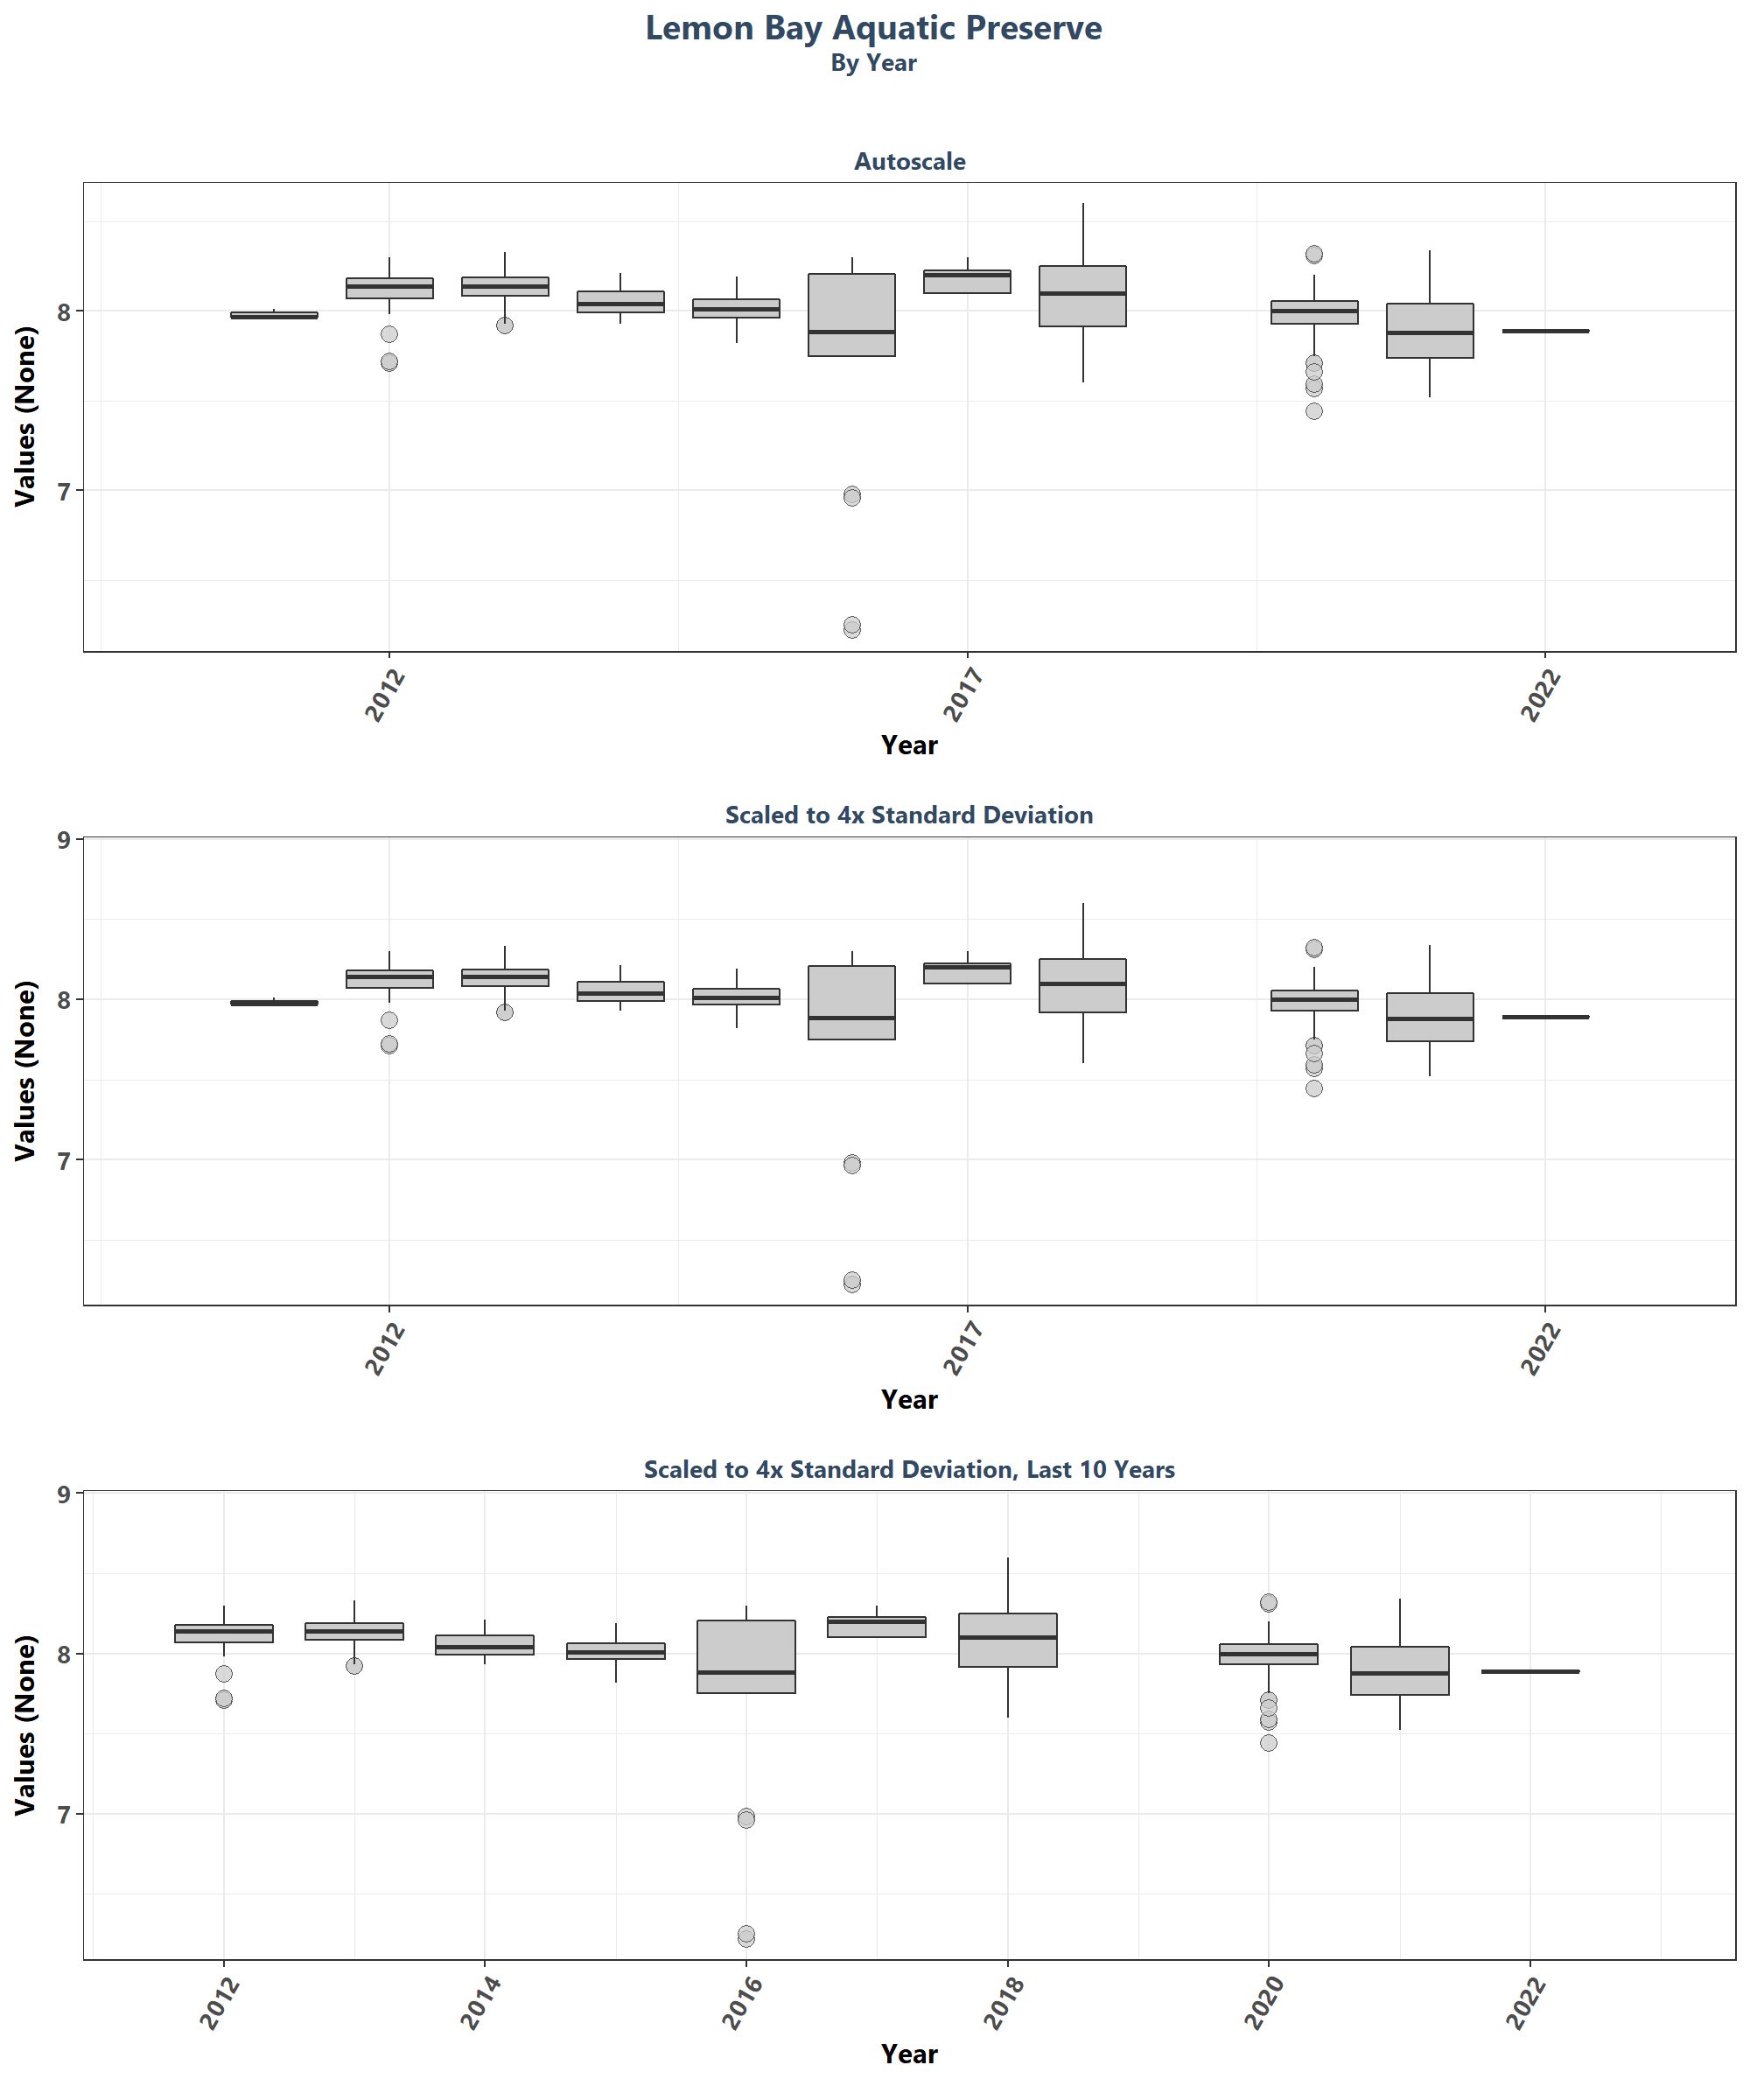 Lemon Bay Aquatic Preserve
By Year
Autoscale
Values (None)
8
7
2012
2017
2022
Year
Scaled to 4x Standard Deviation
Values (None)
9
8
7
2012
2017
2022
Year
Scaled to 4x Standard Deviation, Last 10 Years
Values (None)
9
8
7
2012
2014
2016
2018
2020
2022
Year